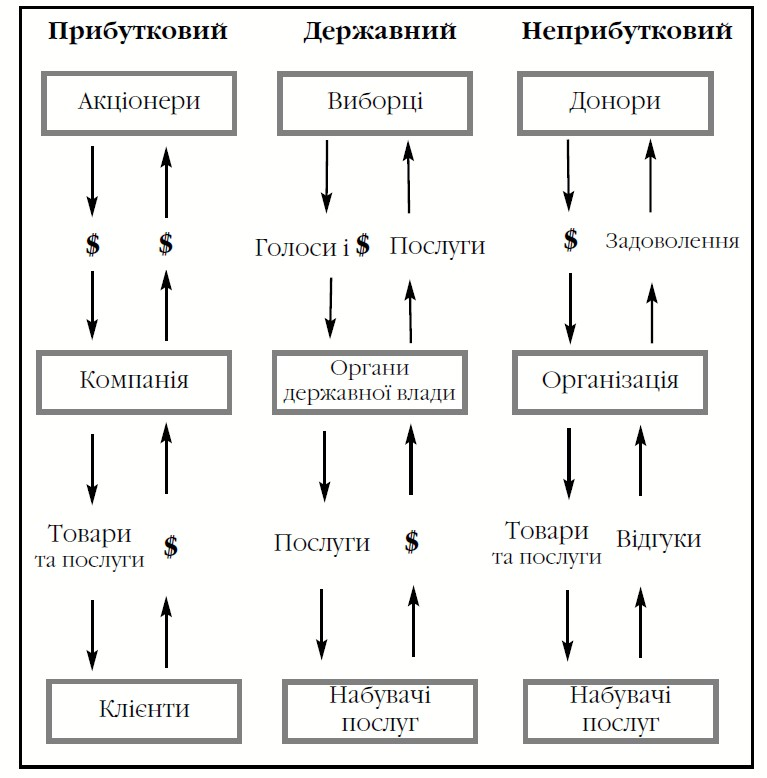 Прибутковий
Державний
Неприбутковий
Акціонери
Виборці
Донори
$
$
Голоси і $
Послуги
$
Задоволення
Компанія
Органи
державної влади
Організація
Товари
та послуги
$
Послуги
$
Товари
та послуги
Відгуки
Клієнти
Набувачі
послуг
Набувачі
послуг